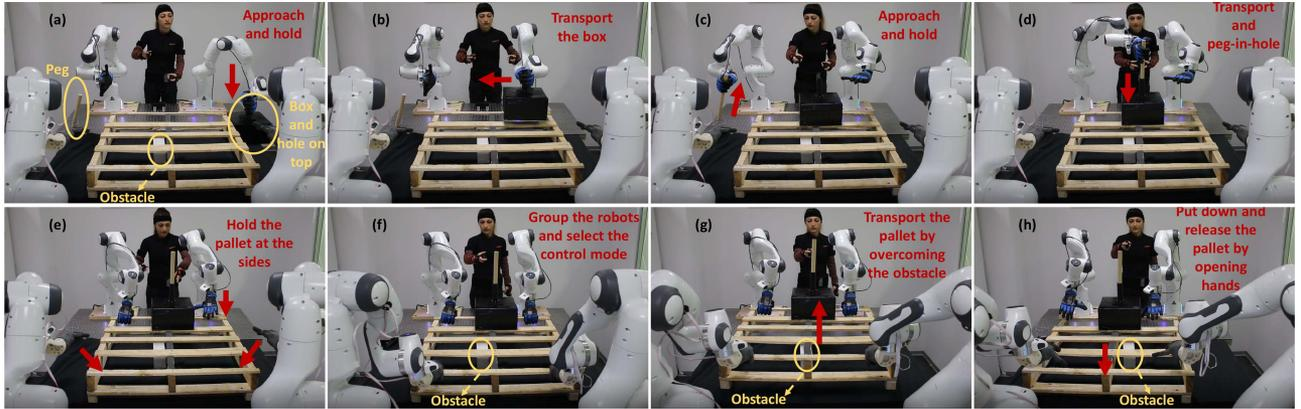 (a)
Approach
and hold
Peg
Box
and
hole on
top
Obstacle
(b)
Transport
the box
(c)
Approach
and hold
(d)
Transport
and
peg-in-hole
(e)
Hold the
pallet at the
sides
(f)
Group the robots
and select the
control mode
Obstacle
(g)
Transport the
pallet by
overcoming
the obstacle
Obstacle
(h)
Put down and
release the
pallet by
opening
hands
Obstacle